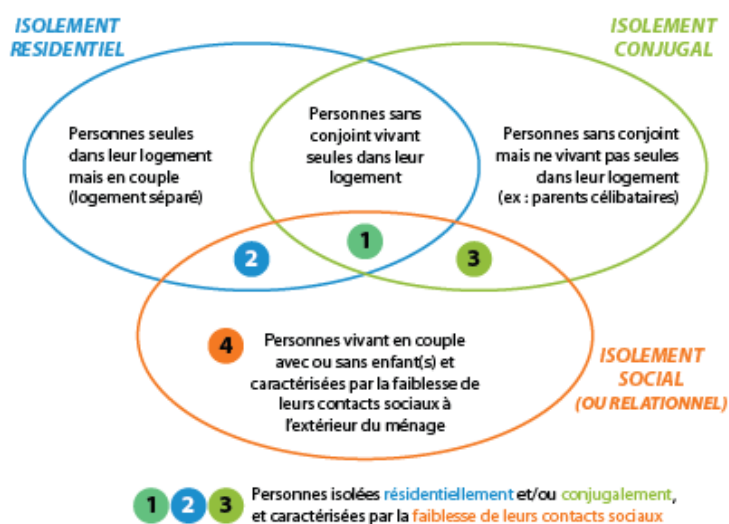 ISOLEMENT
RESIDENTIEL
ISOLEMENT
CONJUGAL
Personnes seules
dans leur logement
mais en couple
(logement séparé)
Personnes sans
conjoint vivant
seules dans leur
logement
Personnes sans conjoint
mais ne vivant pas seules
dans leur logement
(ex : parents célibataires)
1
2
3
4
Personnes vivant en couple
avec ou sans enfant(s) et
caractérisées par la faiblesse de
leurs contacts sociaux à
l'extérieur du ménage
ISOLEMENT
SOCIAL
(OU RELATIONNEL)
1 2 3 Personnes isolées résidentiellement et/ou conjugalement,
et caractérisées par la faiblesse de leurs contacts sociaux